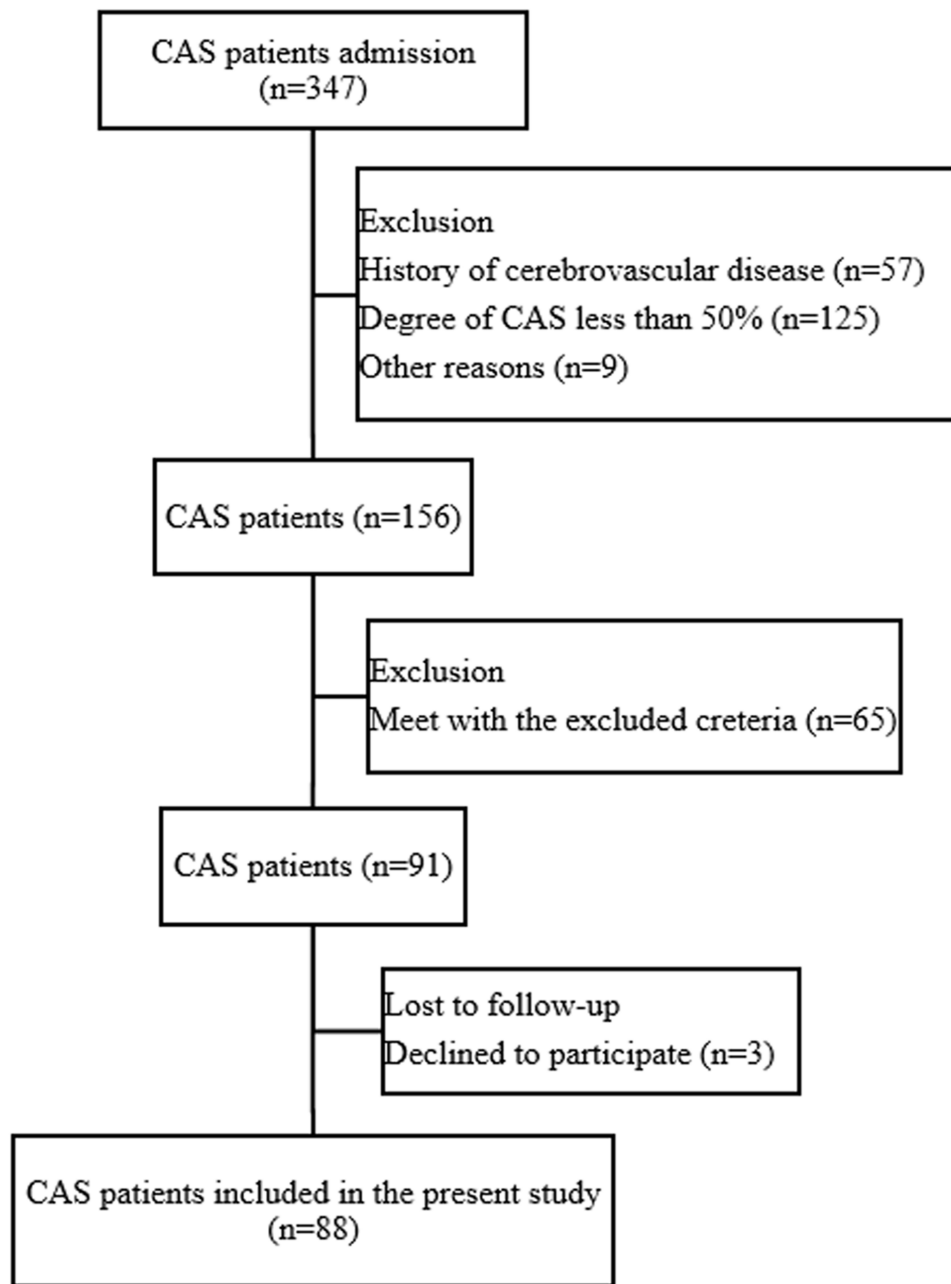 CAS patients admission
(n=347)
Exclusion
History of cerebrovascular disease (n=57)
Degree of CAS less than 50% (n=125)
Other reasons (n=9)
CAS patients (n=156)
Exclusion
Meet with the excluded creteria (n=65)
CAS patients (n=91)
Lost to follow-up
Declined to participate (n=3)
CAS patients included in the present study
(n=88)